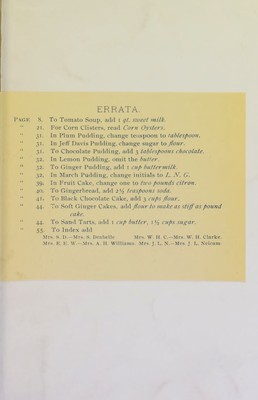 ERRATA.
PAGE 8. To Tomato Soup, add 1 qt. sweet milk.
" 21. For Corn Clisters, read Corn Oysters.
" 31. In Plum Pudding, change teaspoon to tablespoon.
" 31. In Jeff Davis Pudding, change sugar to flour.
" 31. To Chocolate Pudding, add 3 tablespoons chocolate.
" 32. In Lemon Pudding, omit the butter.
" 32. To Ginger Pudding, add 1 cup buttermilk.
" 32. In March Pudding, change initials to L. N. G.
" 39. In Fruit Cake, change one to two pounds citron.
" 40. To Gingerbread, add 2½ teaspoons soda.
" 41. To Black Chocolate Cake, add 3 cups flour.
" 44. To Soft Ginger Cakes, add flour to make as stiff as pound
cake.
" 44. To Sand Tarts, add 1 cup butter, 1½ cups sugar.
" 55. To Index add
Mrs. S. D.—Mrs. S. Mrs. W. H. C.—Mrs. W. H. Clarke.
Mrs. E. E. W.—Mrs. A. H. Williams. Mrs. J. L. N.—Mrs. J. L. Nelson.